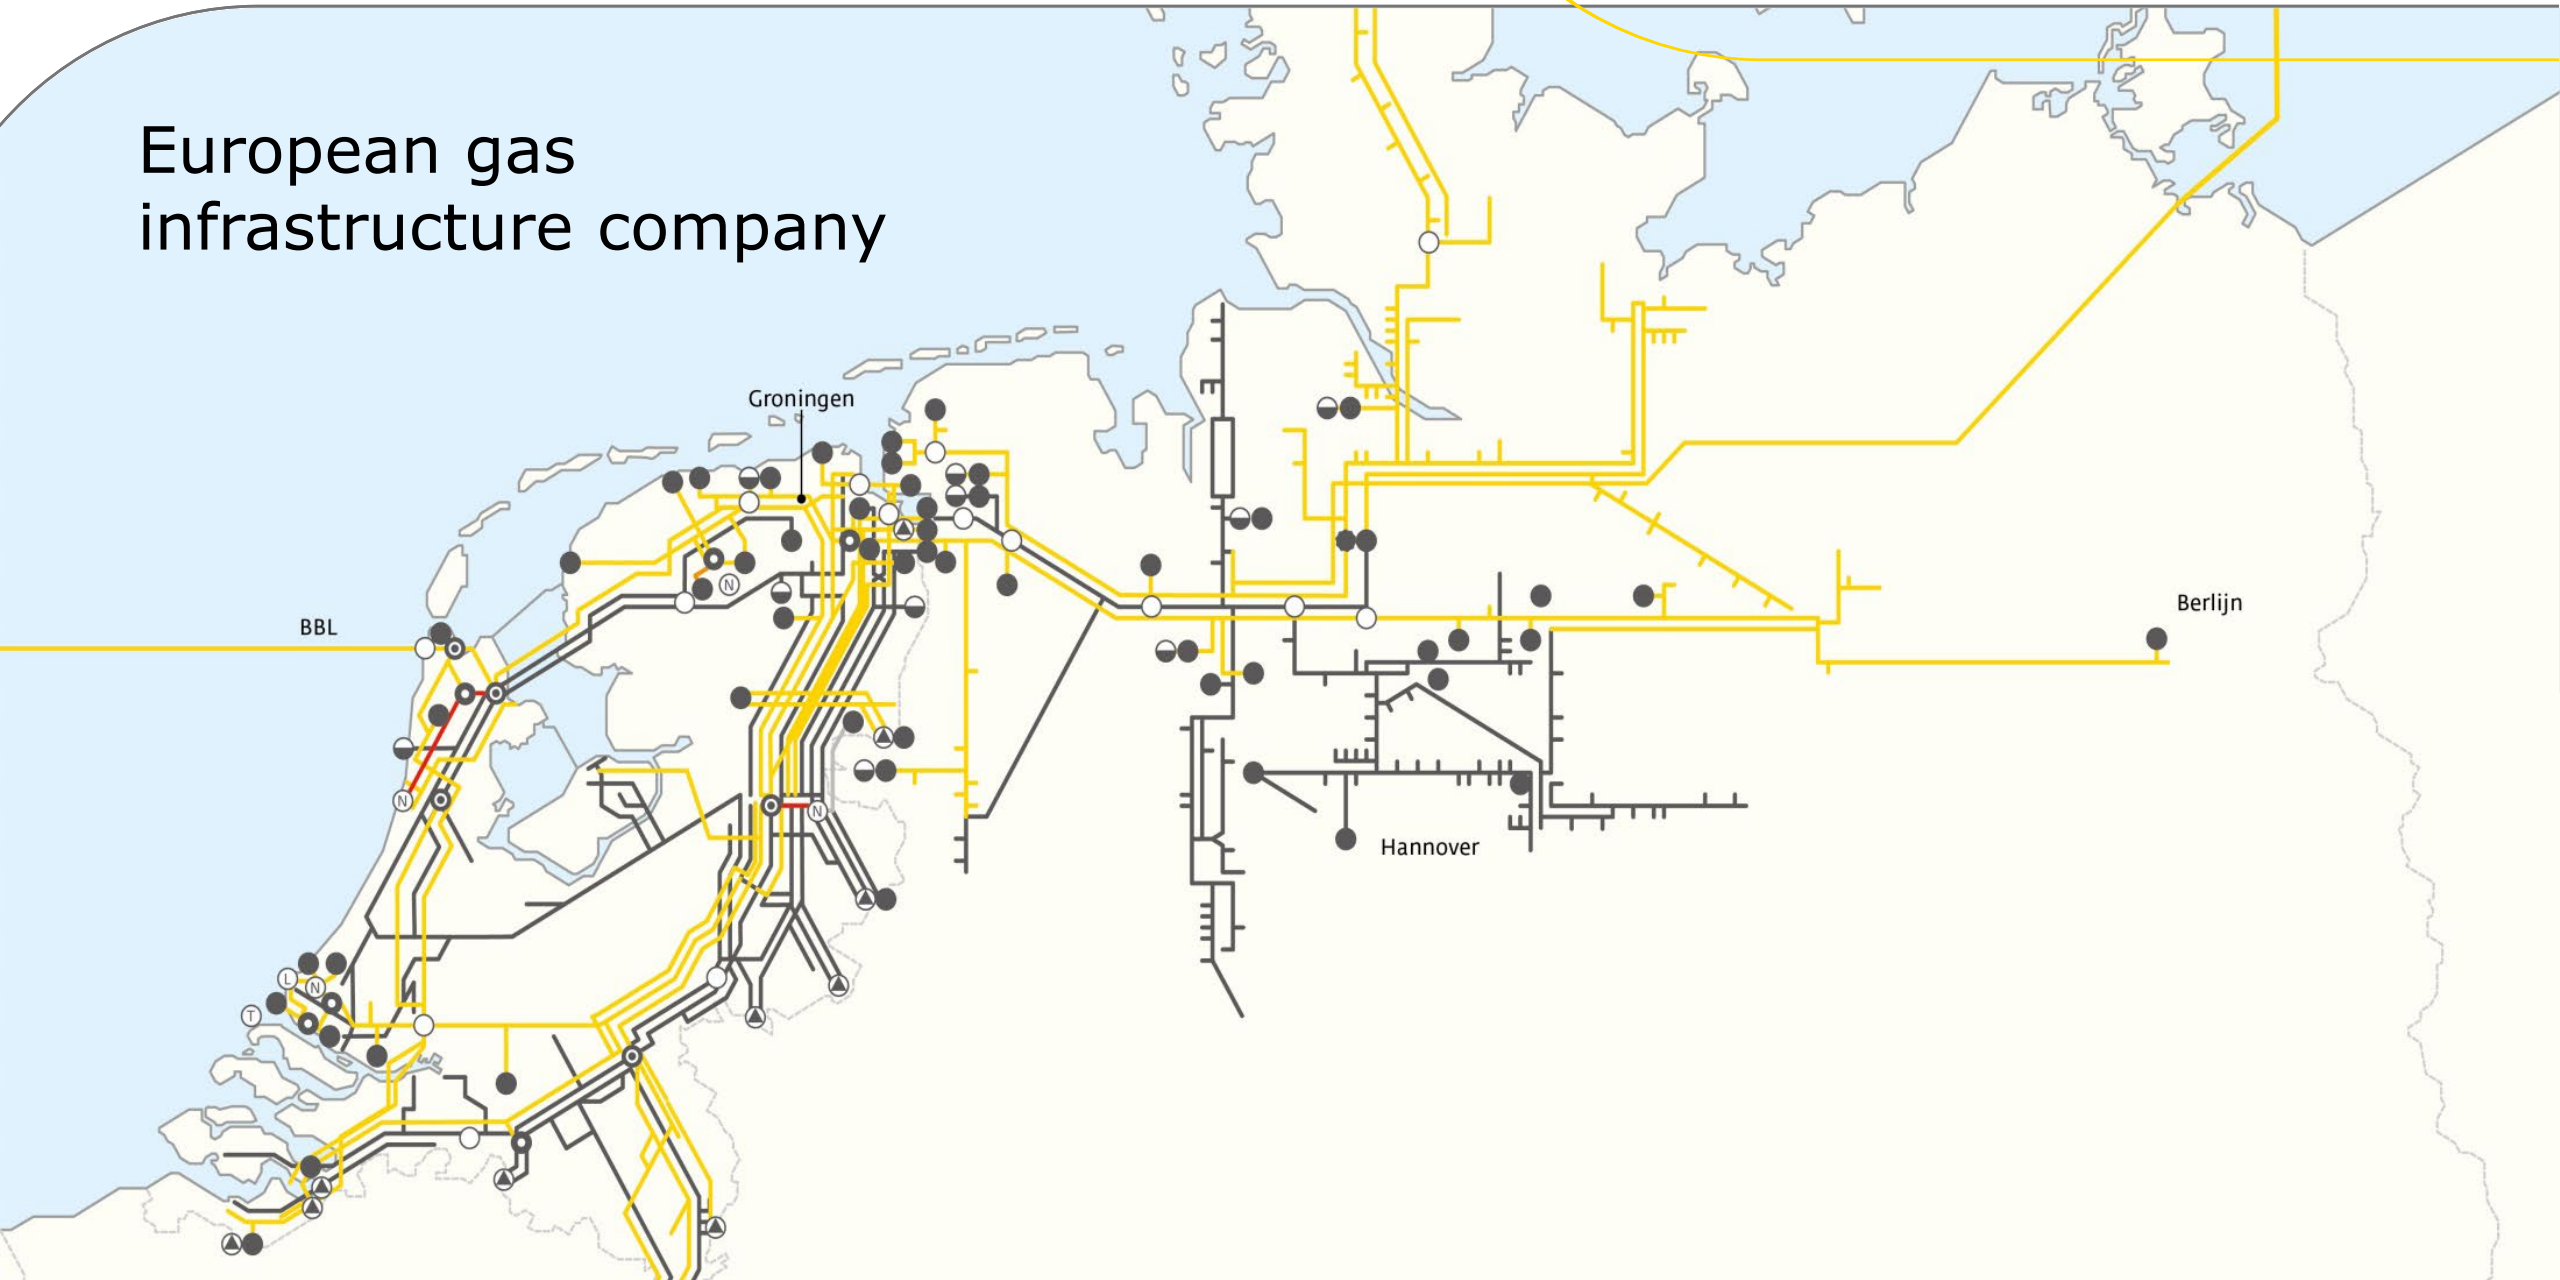 European gas
infrastructure company
Groningen
BBL
Berlijn
Hannover
N
N
N
L
N
T